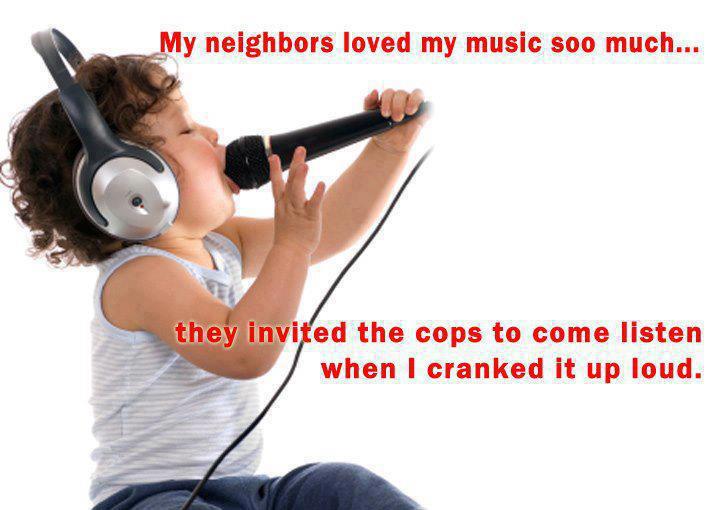 My neighbors loved my music soo much...
they invited the cops to come listen
when I cranked it up loud.